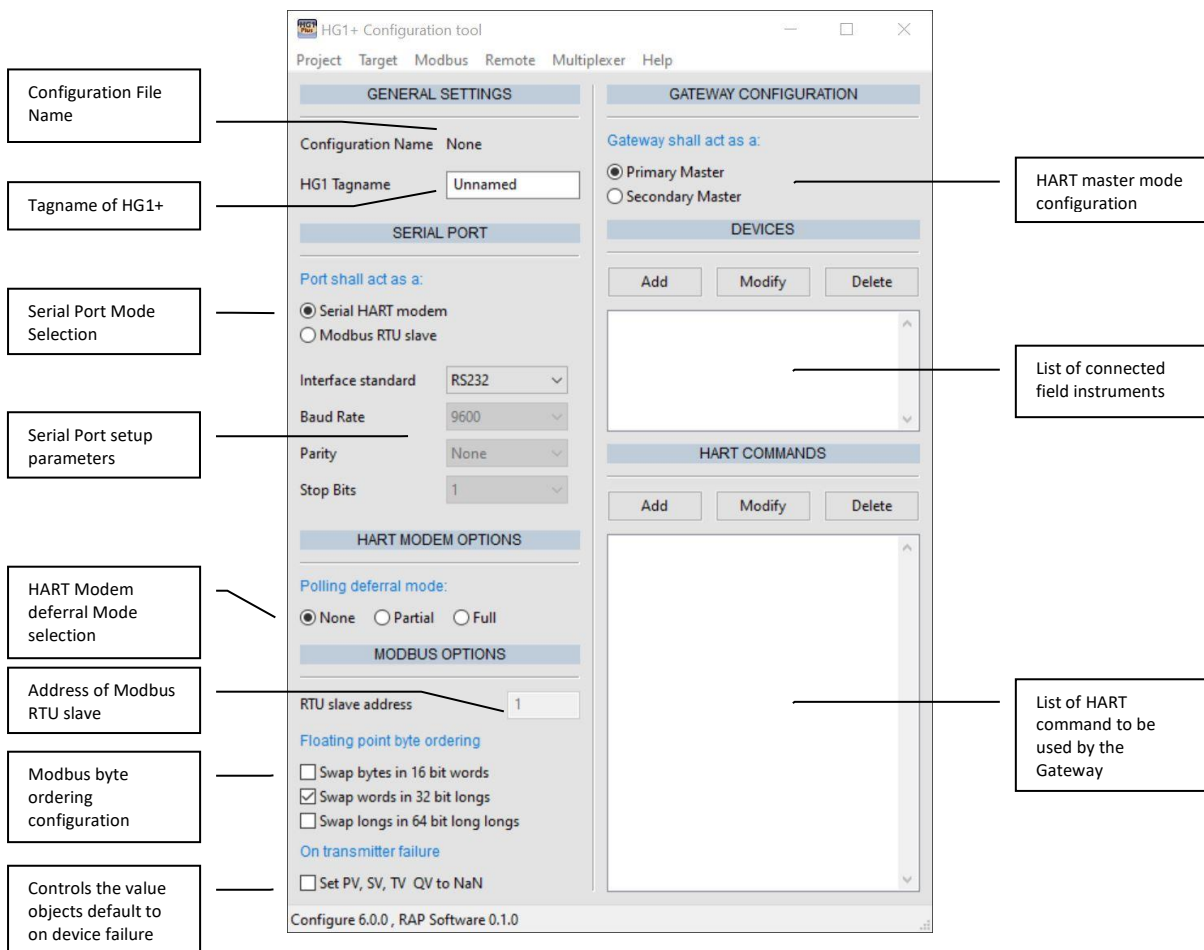 HG1 Plus
HG1+ Configuration tool
Project Target Modbus Remote Multiplexer Help
Configuration File
Name
Tagname of HG1+
Serial Port Mode
Selection
Serial Port setup
parameters
HART Modem
deferral Mode
selection
Address of Modbus
RTU slave
Modbus byte
ordering
configuration
Controls the value
objects default to
on device failure
GENERAL SETTINGS
Configuration Name None
HG1 Tagname Unnamed
SERIAL PORT
Port shall act as a:
Serial HART modem
Modbus RTU slave
Interface standard RS232
Baud Rate 9600
Parity None
Stop Bits 1
HART MODEM OPTIONS
Polling deferral mode:
None Partial Full
MODBUS OPTIONS
RTU slave address 1
Floating point byte ordering
Swap bytes in 16 bit words
Swap words in 32 bit longs
Swap longs in 64 bit long longs
On transmitter failure
Set PV, SV, TV QV to NaN
Configure 6.0.0 , RAP Software 0.1.0
GATEWAY CONFIGURATION
Gateway shall act as a:
Primary Master
Secondary Master
DEVICES
Add Modify Delete
HART COMMANDS
Add Modify Delete
HART master mode
configuration
List of connected
field instruments
List of HART
command to be
used by the
Gateway